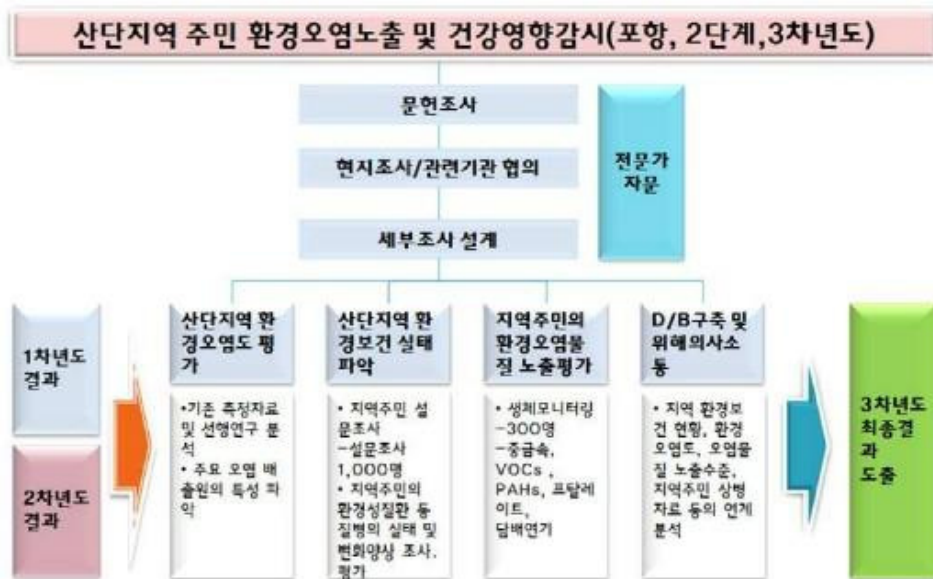 산단지역 주민 환경오염노출 및 건강영향감시(포항, 2단계,3차년도)
문헌조사
현지조사/관련기관 협의
세부조사 설계
전문가
자문
1차년도
결과
2차년도
결과
산단지역 환
경오염도 평
가
•기존 측정자료
및 선행연구 분
석
• 주요 오염 배
출원의 특성 파
악
산단지역 환
경보건 실태
파악
• 지역주민 설
문조사
–설문조사
1,000명
• 지역주민의
환경성질환 등
질병의 실태 및
변화양상 조사,
평가
지역주민의
환경오염물
질 노출평가
• 생체모니터링
–300명
–중금속,
VOCs ,
PAHs, 프탈레
이트,
담배연기
D/B구축 및
위해의사소
통
• 지역 환경보
건 현황, 환경
오염도, 오염물
질 노출수준,
지역주민 상병
자료 등의 연계
분석
3차년도
최종결
과
도출